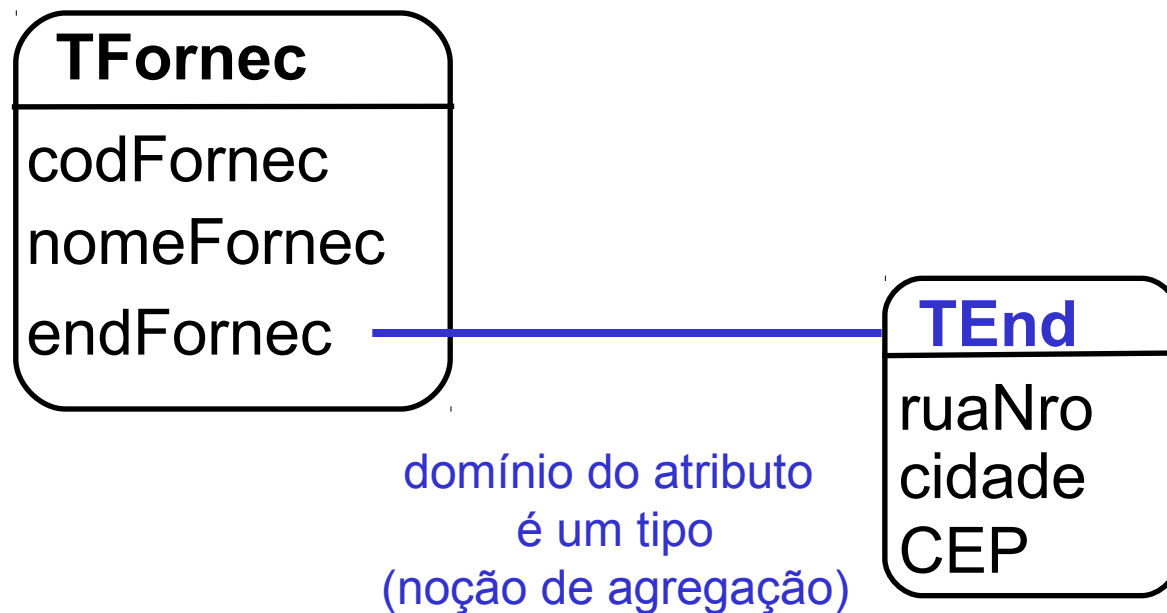 TFornec
codFornec
nomeFornec
endFornec
TEnd
ruaNro
cidade
CEP
domínio do atributo
é um tipo
(noção de agregação)